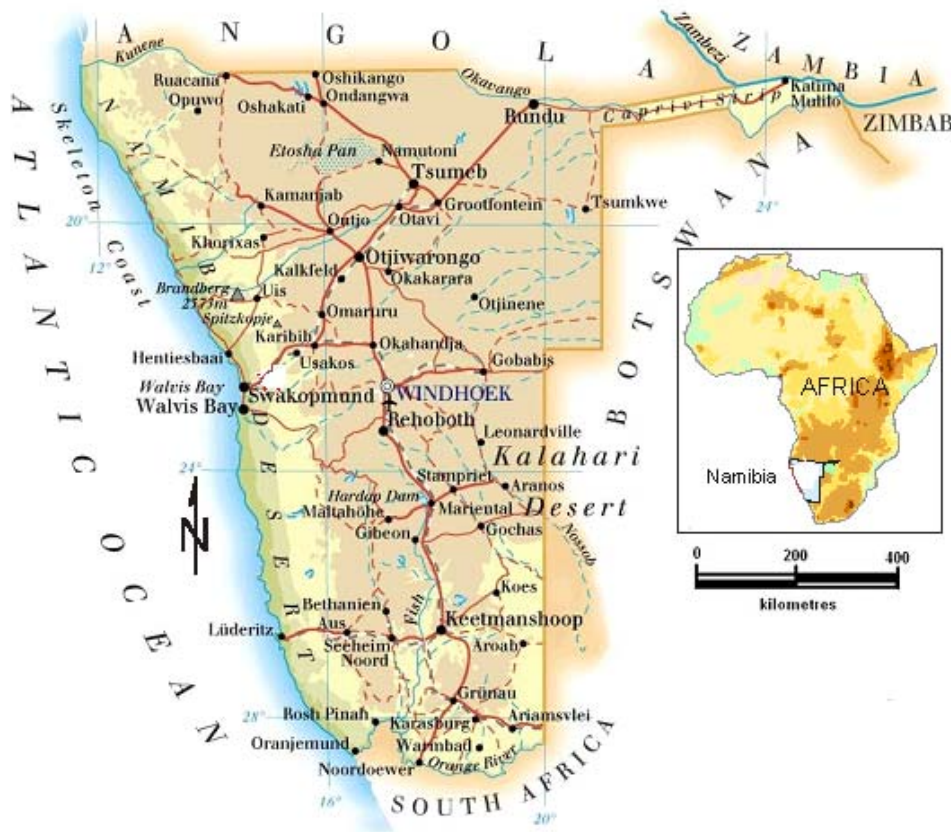 ANGOLA
ZAMBIA
Kunene
Zambezi
Ruacana
Oshikango
Okavango
Katima
Mulilo
Opuwo
Oshakati
Ondangwa
Rundu
Caprivi Strip
ZIMBAB
Skeleton Coast
NAMIB DESERT
Etosha Pan
Namutoni
Tsumeb
BOTSWANA
Kamanjab
Grootfontein
Tsumkwe
20°
Outjo
Otavi
24°
Khorixas
12°
Otjiwarongo
Kalkfeld
Okakarara
Brandberg
2573m
Uis
Otjinene
Spitzkopje
Omaruru
Karibib
Okahandja
Hentiesbaai
Usakos
Gobabis
Walvis Bay
Swakopmund
WINDHOEK
AFRICA
Walvis Bay
Rehoboth
Leonardville
Kalahari
Desert
24°
Stampriet
Aranos
Namibia
Hardap Dam
Mariental
Maltahöhe
N
Gibeon
Gochas
Nossob
ATLANTIC OCEAN
0 200 400
kilometres
Koes
Bethanien
Fish
Aus
Keetmanshoop
Lüderitz
Seeheim
Noord
Aroab
Grünau
28°
Rosh Pinah
Karasburg
Ariamsvlei
Oranjemund
Warmbad
Noordoewer
Orange River
SOUTH AFRICA
16°
20°